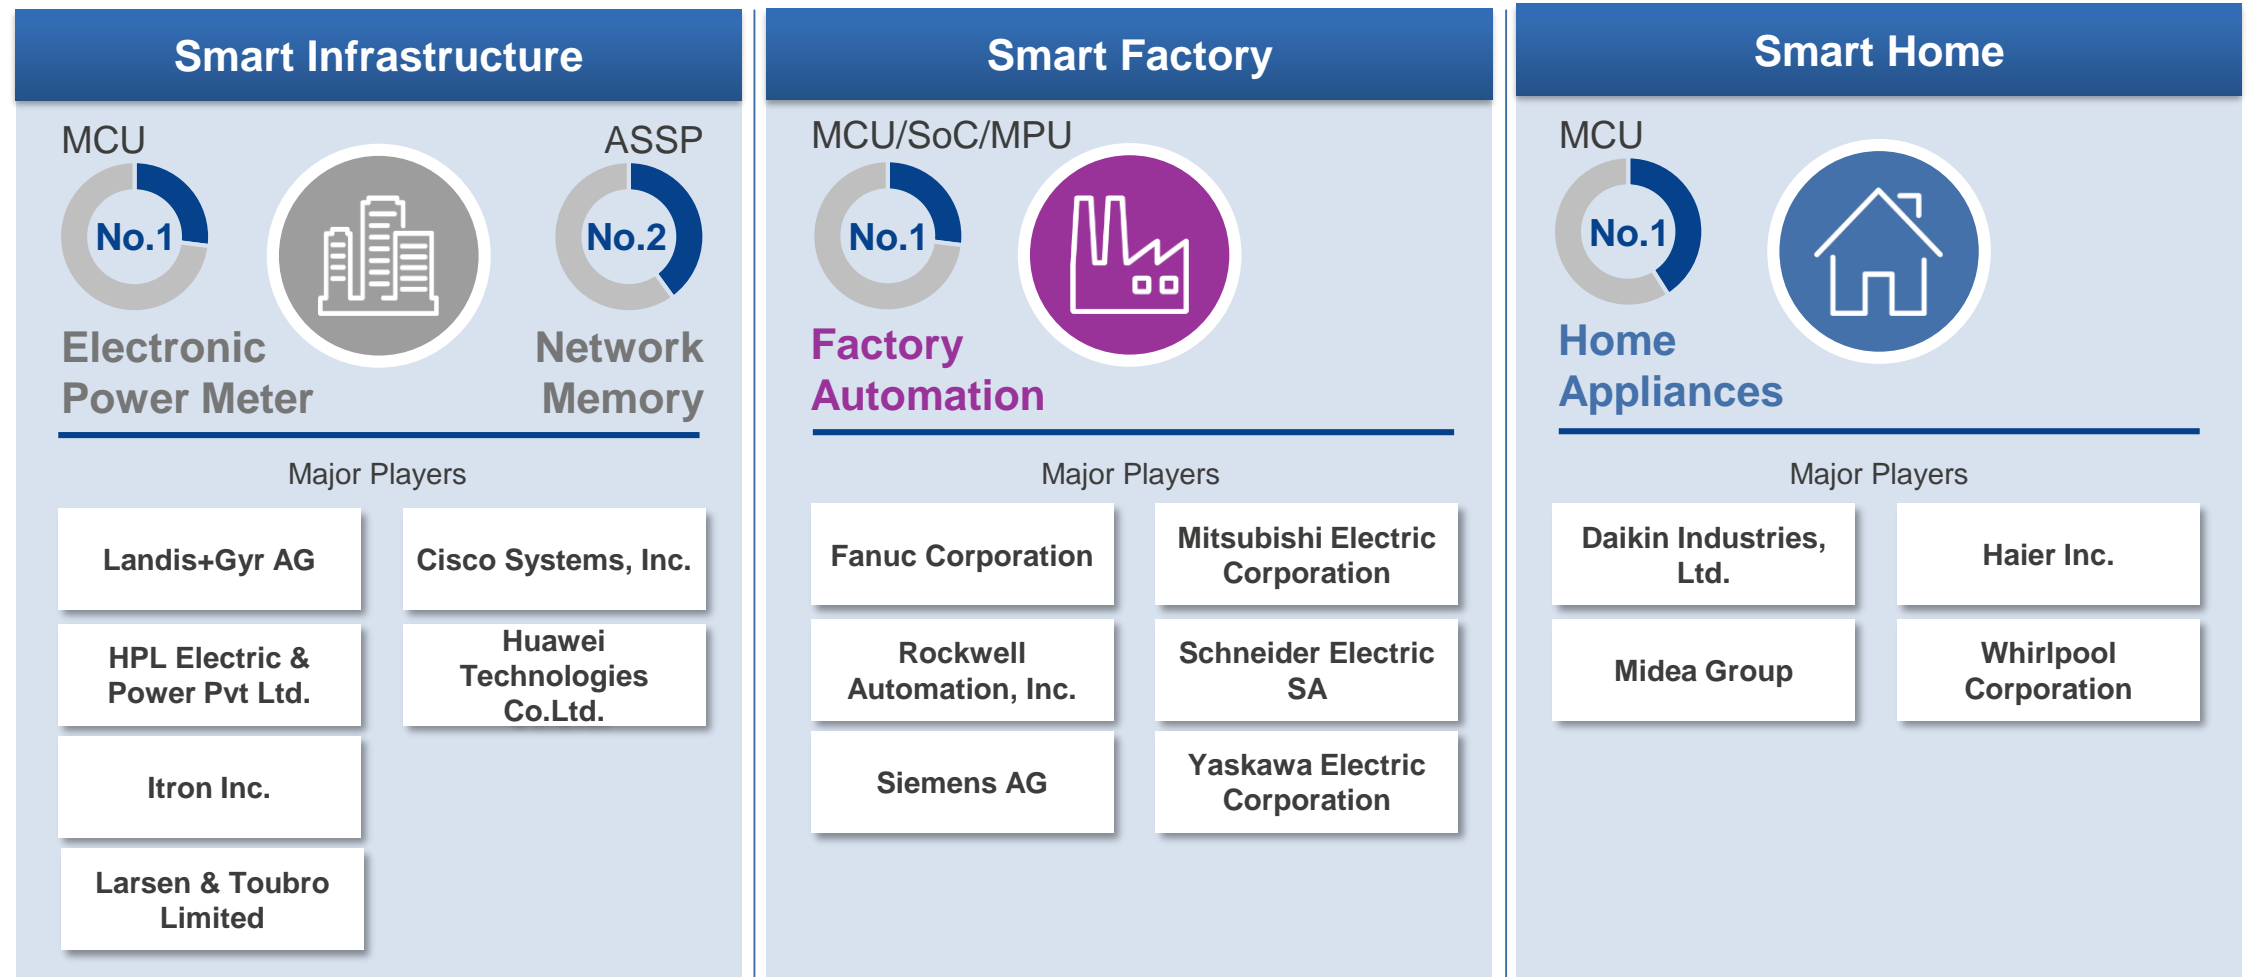 Smart Infrastructure
MCU
ASSP
No.1
No.2
Electronic
Power Meter
Network
Memory
Major Players
Landis+Gyr AG
Cisco Systems, Inc.
HPL Electric &
Power Pvt Ltd.
Huawei
Technologies
Co.Ltd.
Itron Inc.
Larsen & Toubro
Limited
Smart Factory
MCU/SoC/MPU
No.1
Factory
Automation
Major Players
Fanuc Corporation
Mitsubishi Electric
Corporation
Rockwell
Automation, Inc.
Schneider Electric
SA
Siemens AG
Yaskawa Electric
Corporation
Smart Home
MCU
No.1
Home
Appliances
Major Players
Daikin Industries,
Ltd.
Haier Inc.
Midea Group
Whirlpool
Corporation